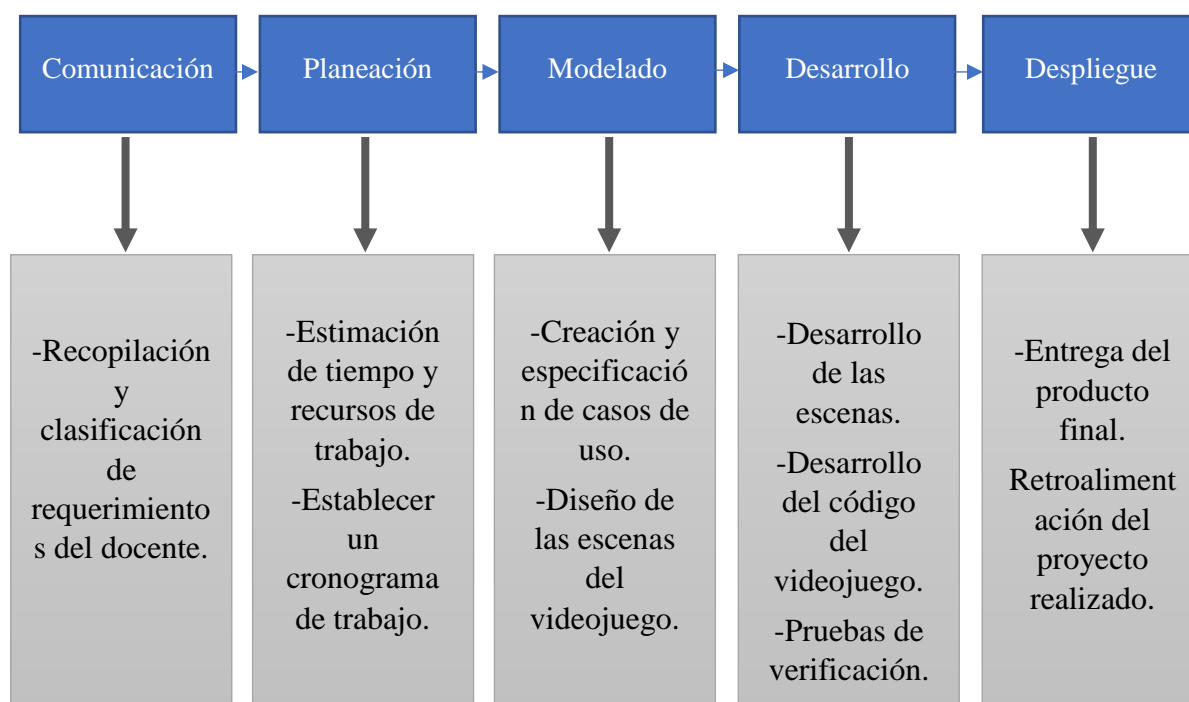 Comunicación
Planeación
Modelado
Desarrollo
Despliegue
-Recopilación
y
clasificación
de
requerimiento
s del docente.
-Estimación
de tiempo y
recursos de
trabajo.
-Establecer
un
cronograma
de trabajo.
-Creación y
especificació
n de casos de
uso.
-Diseño de
las escenas
del
videojuego.
-Desarrollo
de las
escenas.
-Desarrollo
del código
del
videojuego.
-Pruebas de
verificación.
-Entrega del
producto
final.
Retroaliment
ación del
proyecto
realizado.